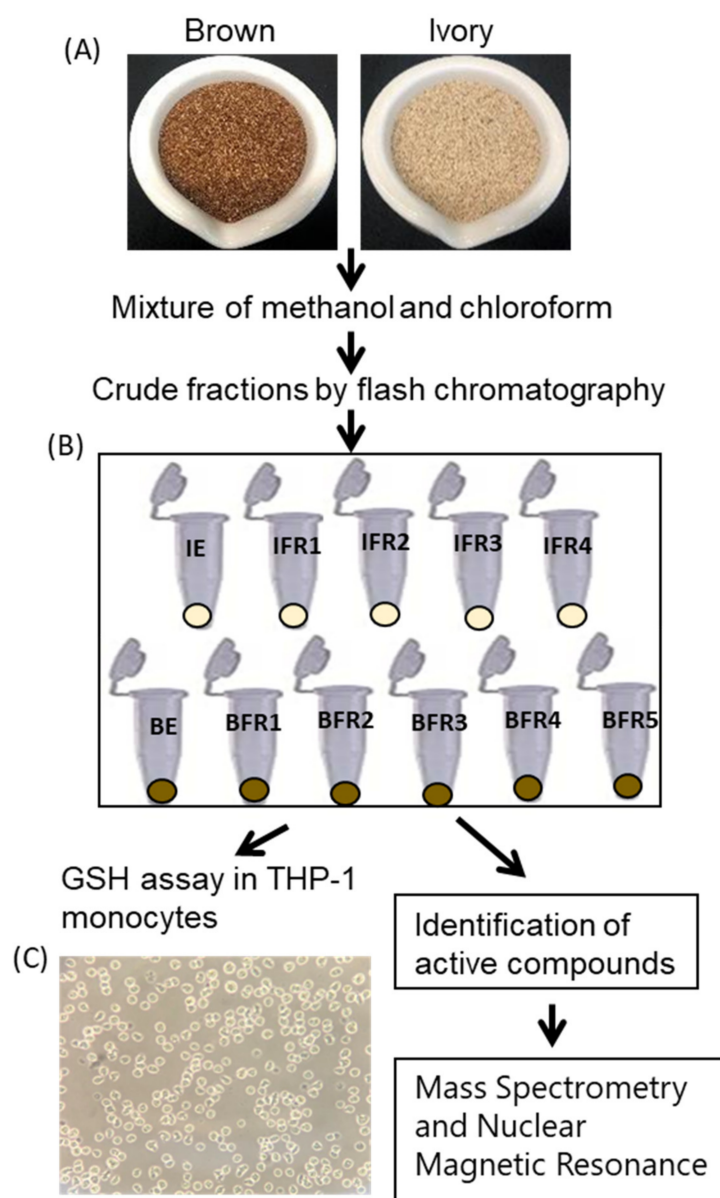 (A)
Brown
Ivory
Mixture of methanol and chloroform
Crude fractions by flash chromatography
(B)
IE
IFR1
IFR2
IFR3
IFR4
BE
BFR1
BFR2
BFR3
BFR4
BFR5
GSH assay in THP-1
monocytes
(C)
Identification of
active compounds
Mass Spectrometry
and Nuclear
Magnetic Resonance